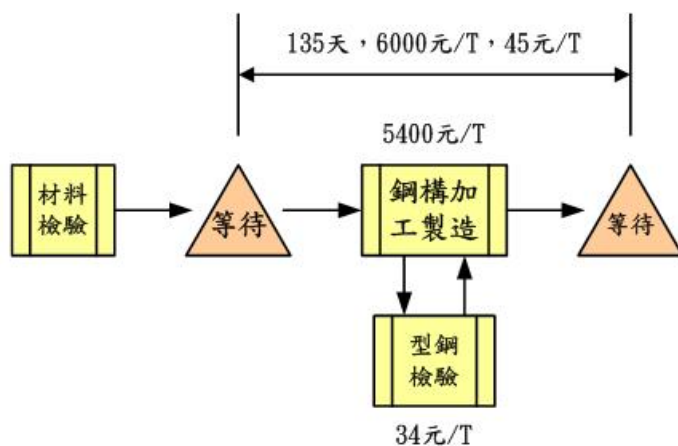 135天，6000元/T，45元/T
5400元/T
材料
檢驗
等待
鋼構加
工製造
等待
型鋼
檢驗
34元/T